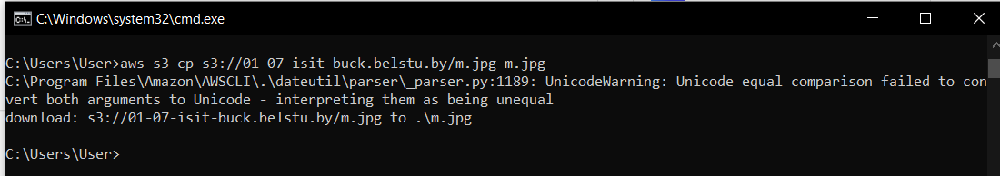 C:\Windows\system32\cmd.exe
C:\Users\User>aws s3 cp s3://01-07-isit-buck.belstu.by/m.jpg m.jpg
C:\Program Files\Amazon\AWSCLI\.\dateutil\parser\_parser.py:1189: UnicodeWarning: Unicode equal comparison failed to con
vert both arguments to Unicode - interpreting them as being unequal
download: s3://01-07-isit-buck.belstu.by/m.jpg to .\m.jpg
C:\Users\User>